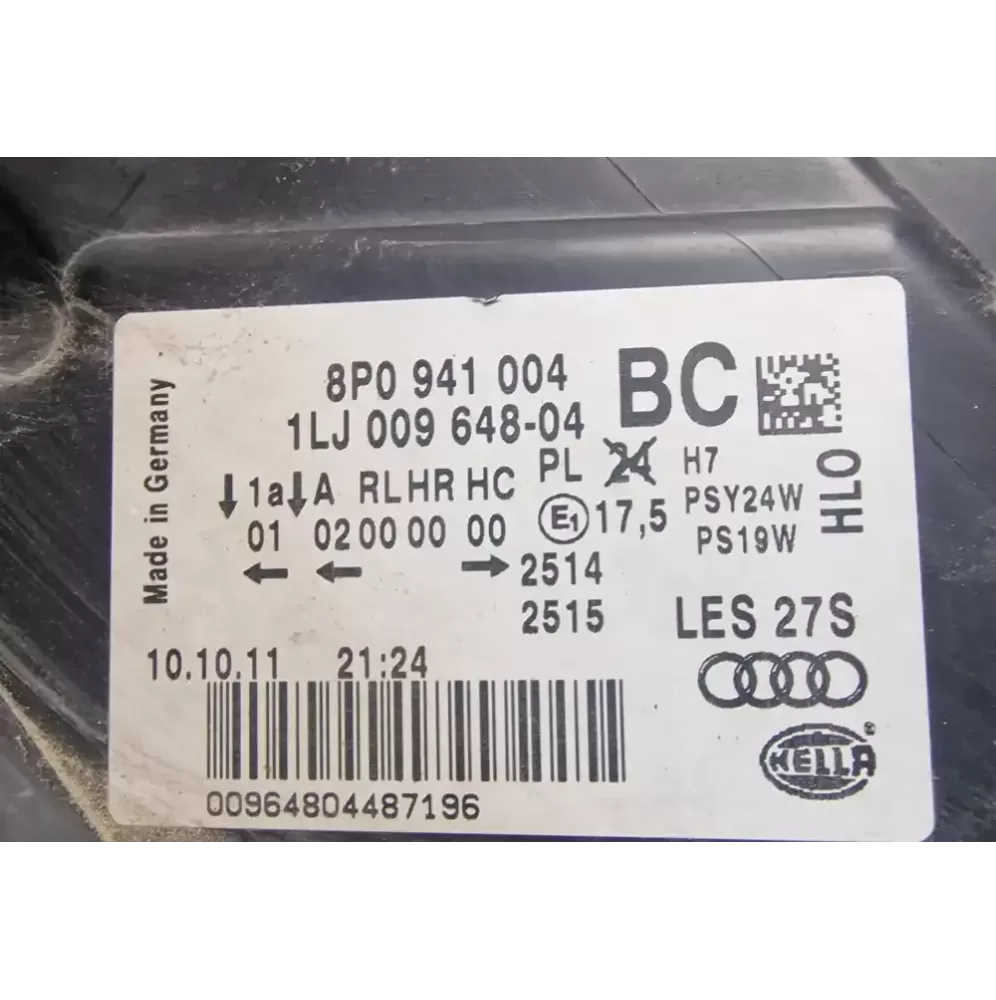 Made in Germany
8P0 941 004 BC
1LJ 009 648-04
↓1a↓A RLHR HC PL 24 H7
01 02 00 00 00 E1 17,5 PSY24W
PS19W
HLO
← ← → 2514
2515 LES 27S
10.10.11 21:24
00964804487196
HELLA®